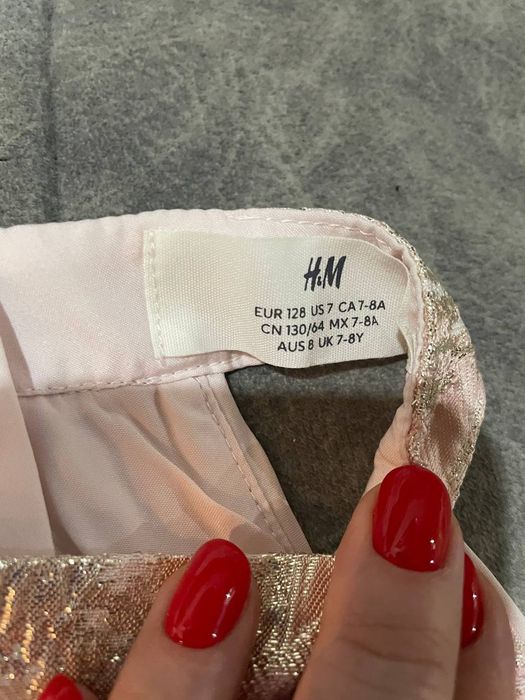 H&M
EUR 128 US 7 CA 7-8A
CN 130/64 MX 7-8A
AUS 8 UK 7-8Y